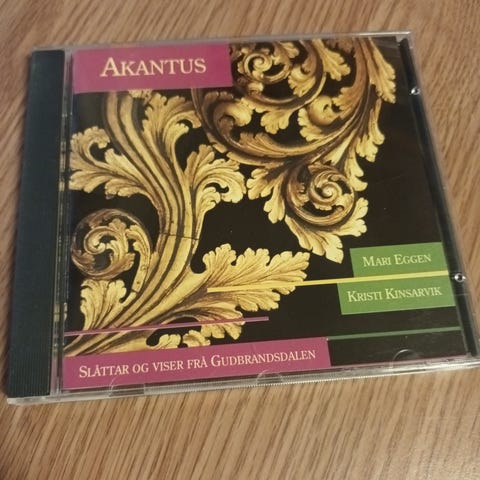 AKANTUS
MARI EGGEN
KRISTI KINSARVIK
SLÅTTAR OG VISER FRÅ GUDBRANDSDALEN